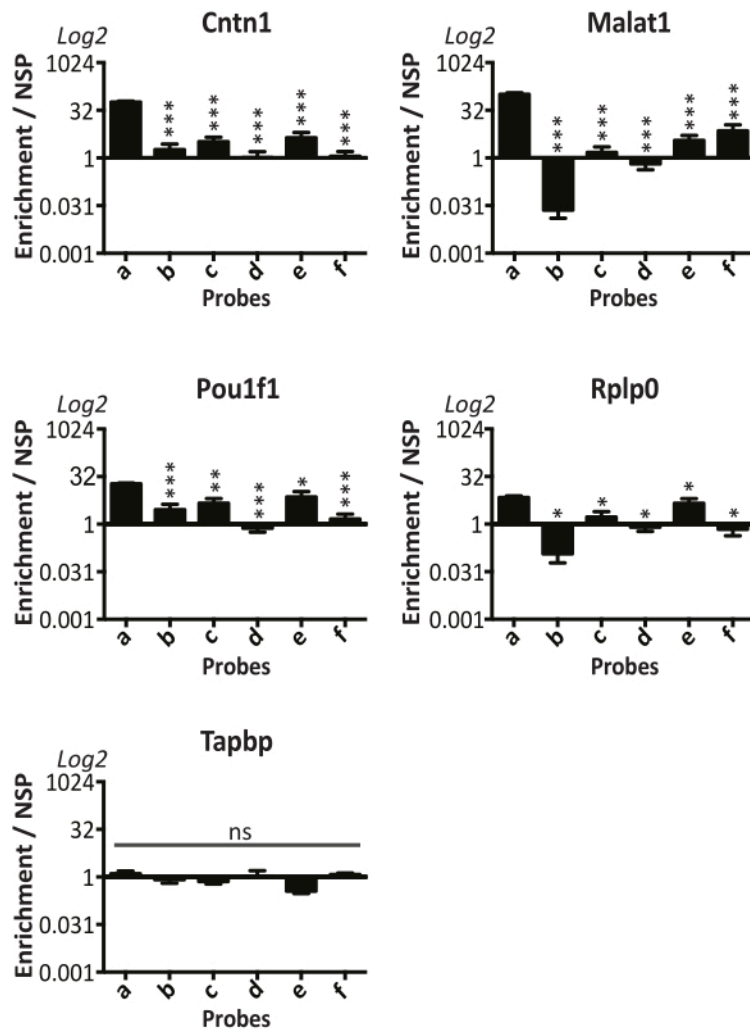 Cntn1
Log2
Enrichment / NSP
1024
32
1
0.031
0.001
*** *** *** *** ***
a b c d e f
Probes
Malat1
Log2
Enrichment / NSP
1024
32
1
0.031
0.001
*** *** *** *** ***
a b c d e f
Probes
Pou1f1
Log2
Enrichment / NSP
1024
32
1
0.031
0.001
*** ** *** * ***
a b c d e f
Probes
Rplp0
Log2
Enrichment / NSP
1024
32
1
0.031
0.001
* * * * *
a b c d e f
Probes
Tapbp
Log2
Enrichment / NSP
1024
32
1
0.031
0.001
ns
a b c d e f
Probes